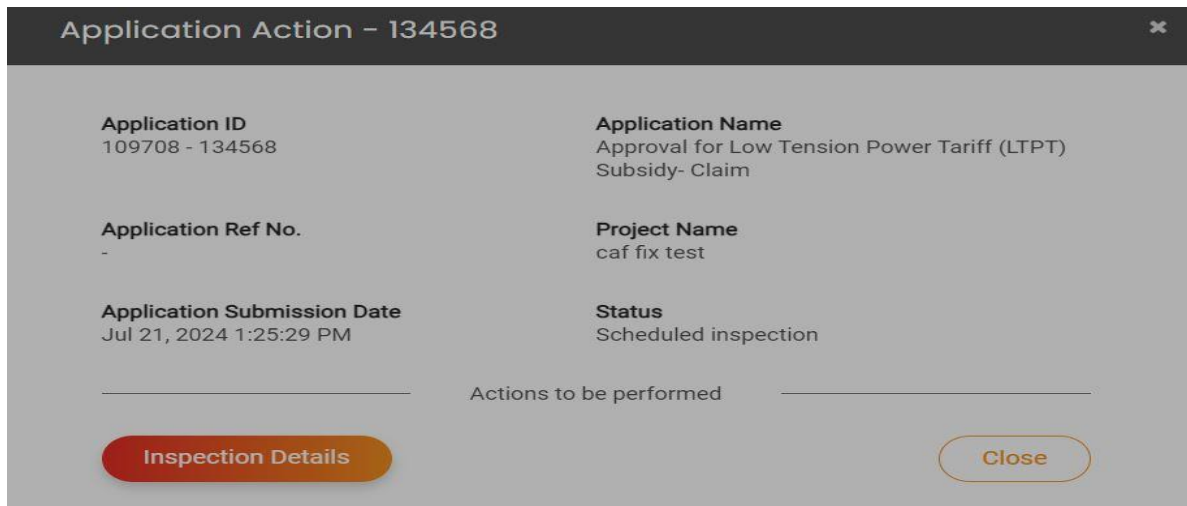 Application Action - 134568
Application ID
109708 - 134568
Application Name
Approval for Low Tension Power Tariff (LTPT)
Subsidy- Claim
Application Ref No.
-
Project Name
caf fix test
Application Submission Date
Jul 21, 2024 1:25:29 PM
Status
Scheduled inspection
Actions to be performed
Inspection Details
Close